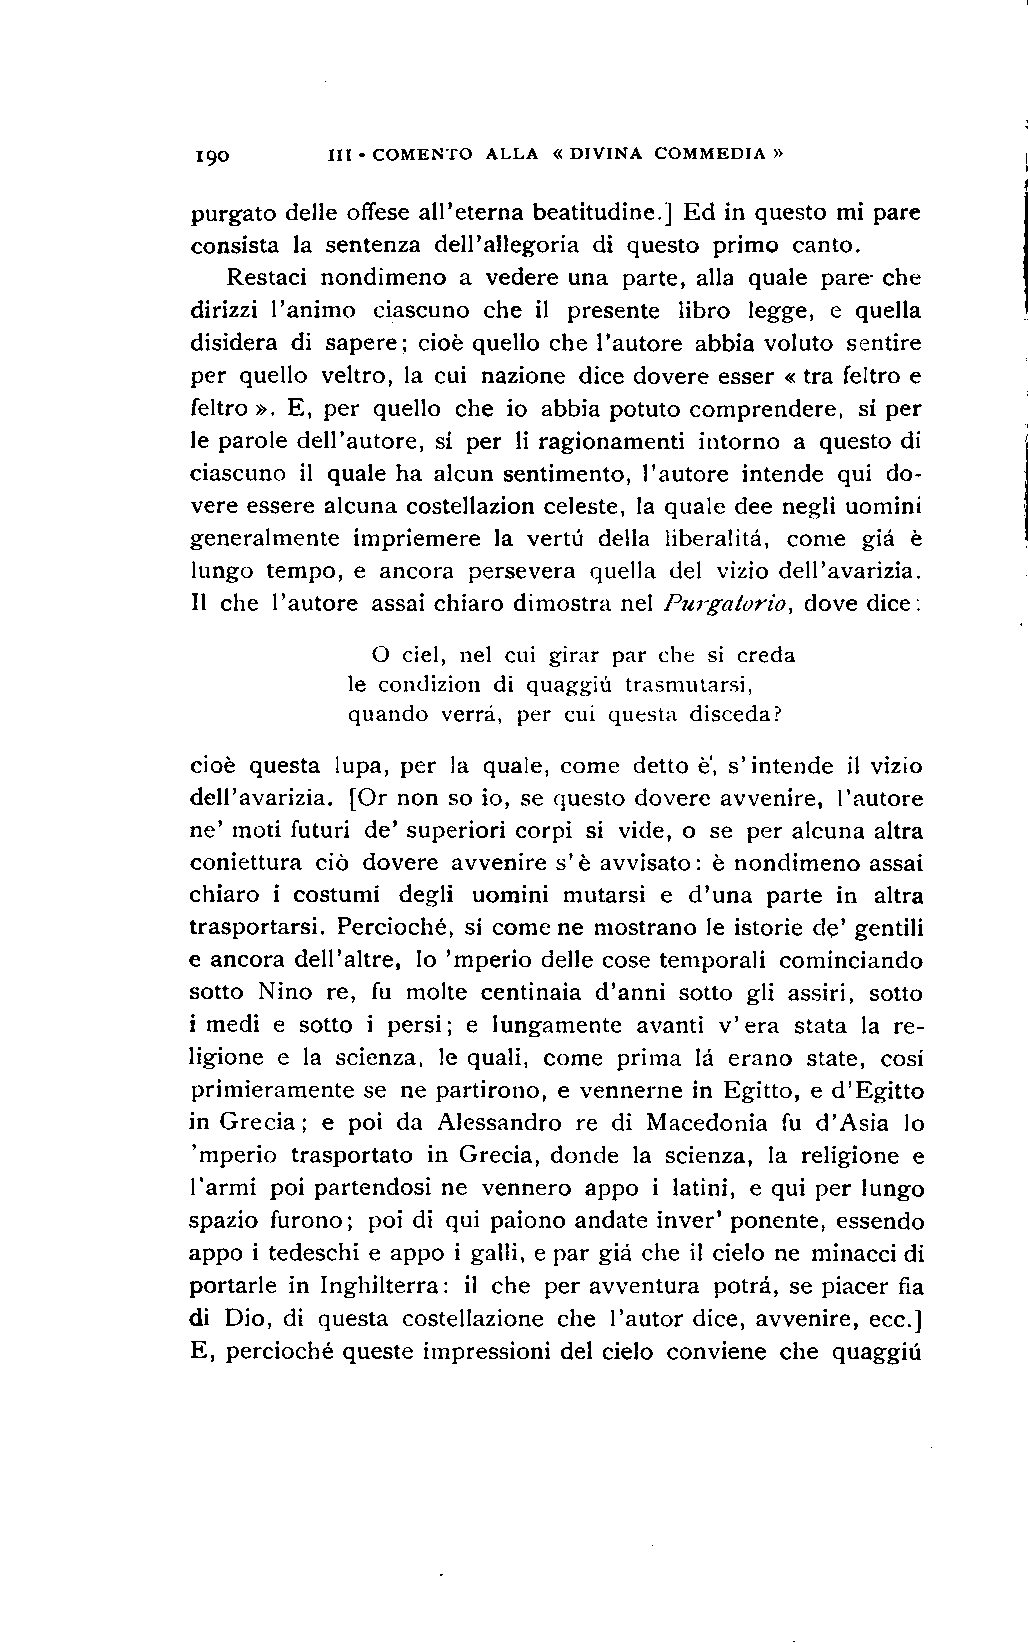 190 III - COMENTO ALLA « DIVINA COMMEDIA »
purgato delle offese all'eterna beatitudine.] Ed in questo mi pare
consista la sentenza dell'allegoria di questo primo canto.
Restaci nondimeno a vedere una parte, alla quale pare che
dirizzi l'animo ciascuno che il presente libro legge, e quella
disidera di sapere; cioè quello che l'autore abbia voluto sentire
per quello veltro, la cui nazione dice dovere esser « tra feltro e
feltro ». E, per quello che io abbia potuto comprendere, sí per
le parole dell'autore, sí per li ragionamenti intorno a questo di
ciascuno il quale ha alcun sentimento, l'autore intende qui do-
vere essere alcuna costellazion celeste, la quale dee negli uomini
generalmente impriemere la vertú della liberalitá, come giá è
lungo tempo, e ancora persevera quella del vizio dell'avarizia.
Il che l'autore assai chiaro dimostra nel Purgatorio, dove dice:
O ciel, nel cui girar par che si creda
le condizion di quaggiú trasmutarsi,
quando verrá, per cui questa disceda?
cioè questa lupa, per la quale, come detto è, s'intende il vizio
dell'avarizia. [Or non so io, se questo dovere avvenire, l'autore
ne' moti futuri de' superiori corpi si vide, o se per alcuna altra
coniettura ciò dovere avvenire s'è avvisato: è nondimeno assai
chiaro i costumi degli uomini mutarsi e d'una parte in altra
trasportarsi. Percioché, sí come ne mostrano le istorie de' gentili
e ancora dell'altre, lo 'mperio delle cose temporali cominciando
sotto Nino re, fu molte centinaia d'anni sotto gli assiri, sotto
i medi e sotto i persi; e lungamente avanti v'era stata la re-
ligione e la scienza, le quali, come prima lá erano state, cosí
primieramente se ne partirono, e vennerne in Egitto, e d'Egitto
in Grecia; e poi da Alessandro re di Macedonia fu d'Asia lo
'mperio trasportato in Grecia, donde la scienza, la religione e
l'armi poi partendosi ne vennero appo i latini, e qui per lungo
spazio furono; poi di qui paiono andate inver' ponente, essendo
appo i tedeschi e appo i galli, e par giá che il cielo ne minacci di
portarle in Inghilterra: il che per avventura potrá, se piacer fia
di Dio, di questa costellazione che l'autor dice, avvenire, ecc.]
E, percioché queste impressioni del cielo conviene che quaggiú